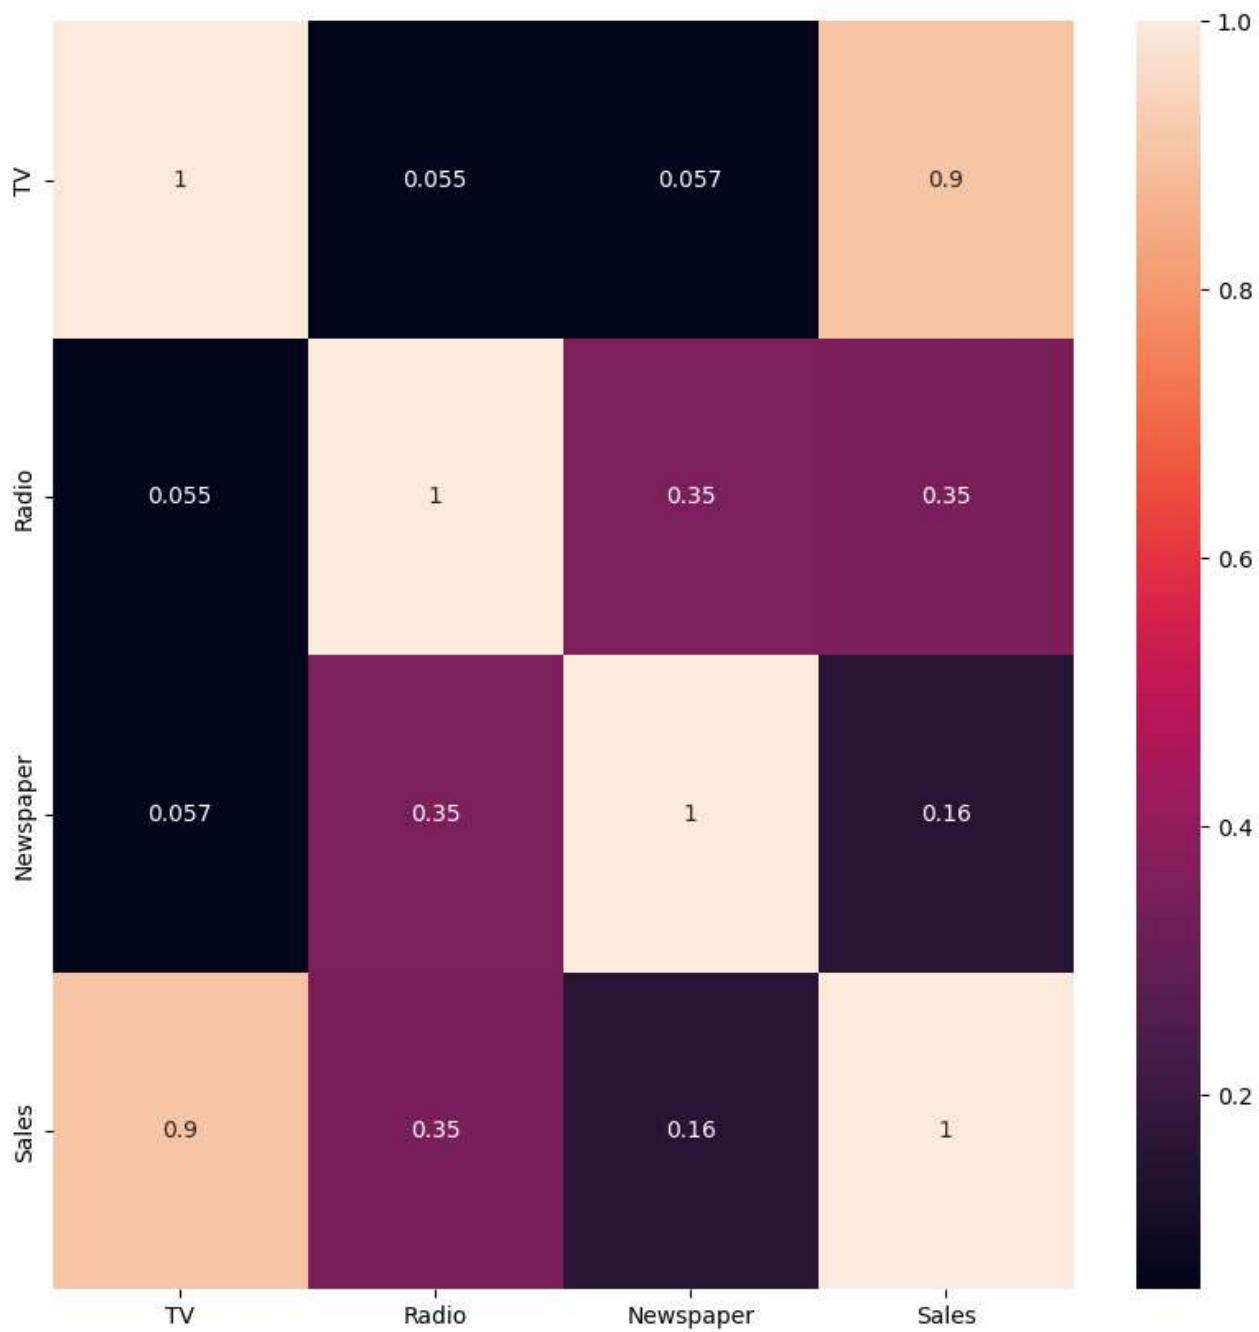 1.0
TV 1 0.055 0.057 0.9
0.8
Radio 0.055 1 0.35 0.35
0.6
Newspaper 0.057 0.35 1 0.16
0.4
0.2
Sales 0.9 0.35 0.16 1
TV Radio Newspaper Sales